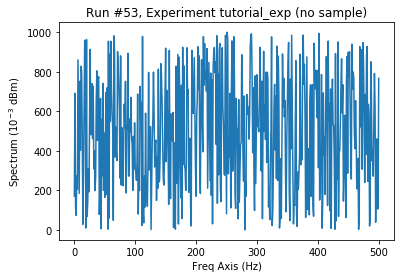 Run #53, Experiment tutorial_exp (no sample)
Spectrum (10⁻³ dBm)
1000
800
600
400
200
0
0 100 200 300 400 500
Freq Axis (Hz)